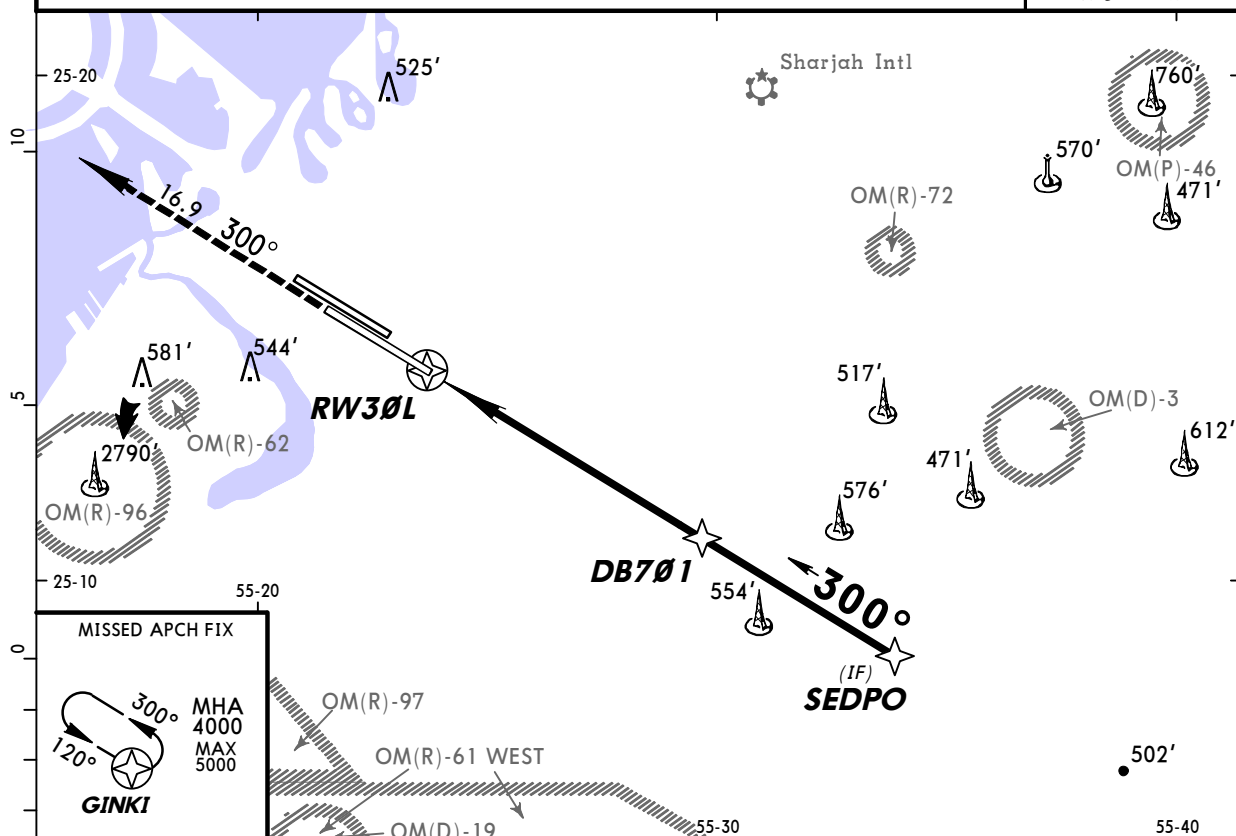 525'
Sharjah Intl
25-20
760'
10
570'
OM(P)-46
471'
OM(R)-72
16.9
300°
581'
544'
517'
OM(D)-3
5
RW3ØL
OM(R)-62
612'
2790'
471'
576'
OM(R)-96
DB7Ø1
25-10
55-20
554'
300°
MISSED APCH FIX
0
(IF)
SEDPO
300°
MHA
4000
MAX
5000
120°
GINKI
OM(R)-97
OM(R)-61 WEST
502'
OM(D)-19
55-30
55-40